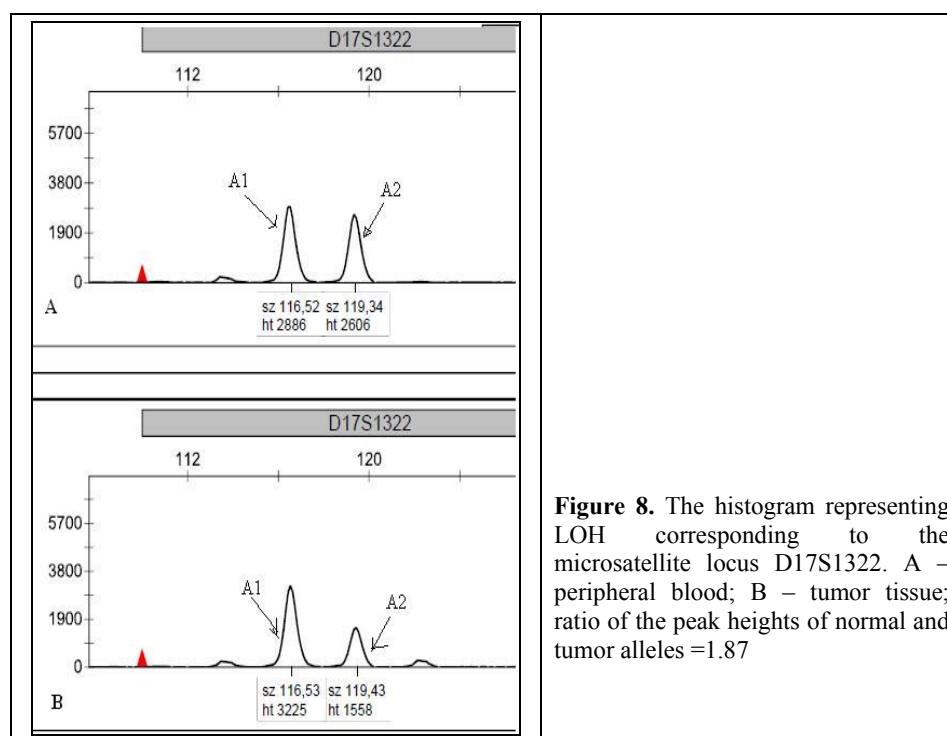 D17S1322
112 120
5700
3800
1900
0
A1
A2
A
sz 116,52 sz 119,34
ht 2886 ht 2606
D17S1322
112 120
5700
3800
1900
0
A1
A2
B
sz 116,53 sz 119,43
ht 3225 ht 1558
Figure 8. The histogram representing
LOH corresponding to the
microsatellite locus D17S1322. A –
peripheral blood; B – tumor tissue;
ratio of the peak heights of normal and
tumor alleles =1.87